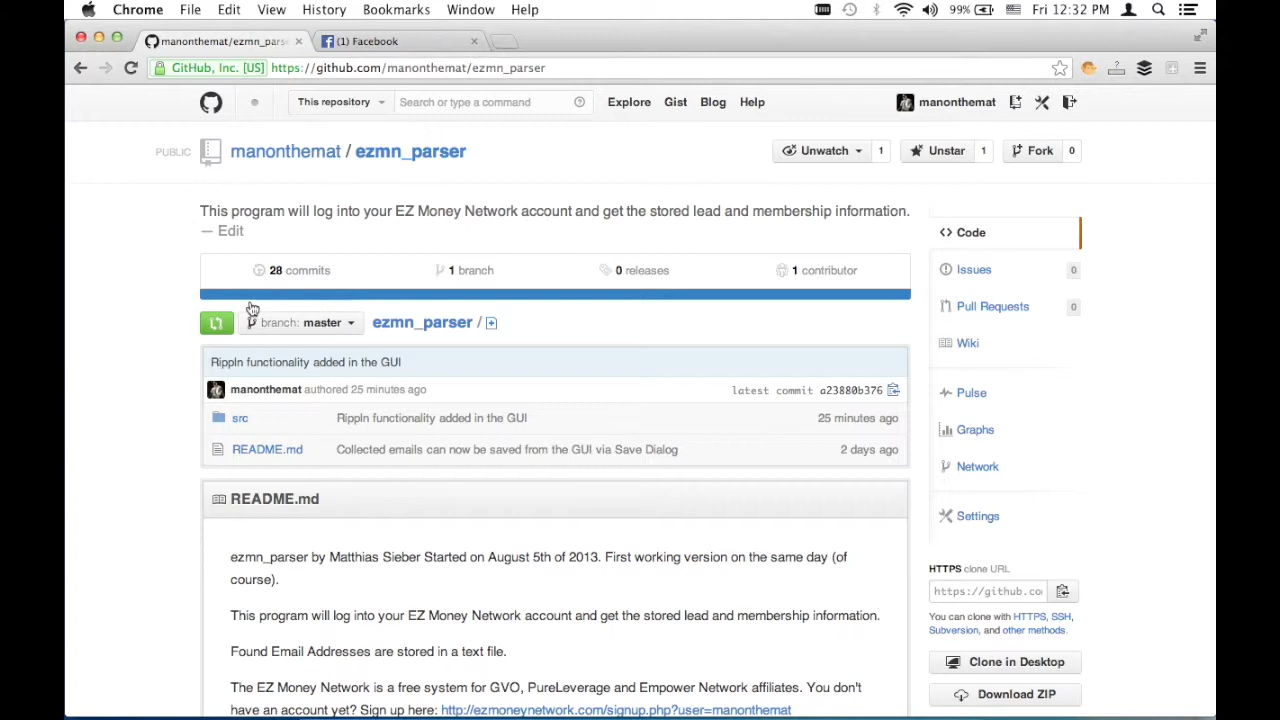 Chrome File Edit View History Bookmarks Window Help 99% Fri 12:32 PM
manonthemat/ezmn_parse (1) Facebook
GitHub, Inc. [US] https://github.com/manonthemat/ezmn_parser
This repository Search or type a command Explore Gist Blog Help manonthemat
PUBLIC manonthemat / ezmn_parser Unwatch 1 Unstar 1 Fork 0
This program will log into your EZ Money Network account and get the stored lead and membership information.
— Edit
28 commits 1 branch 0 releases 1 contributor
branch: master ezmn_parser /
Rippln functionality added in the GUI
manonthemat authored 25 minutes ago latest commit a23880b376
src Rippln functionality added in the GUI 25 minutes ago
README.md Collected emails can now be saved from the GUI via Save Dialog 2 days ago
README.md
ezmn_parser by Matthias Sieber Started on August 5th of 2013. First working version on the same day (of
course).
This program will log into your EZ Money Network account and get the stored lead and membership information.
Found Email Addresses are stored in a text file.
The EZ Money Network is a free system for GVO, PureLeverage and Empower Network affiliates. You don't
have an account yet? Sign up here: http://ezmoneynetwork.com/signup.php?user=manonthemat
Code
Issues 0
Pull Requests 0
Wiki
Pulse
Graphs
Network
Settings
HTTPS clone URL
https://github.co
You can clone with HTTPS, SSH,
Subversion, and other methods.
Clone in Desktop
Download ZIP